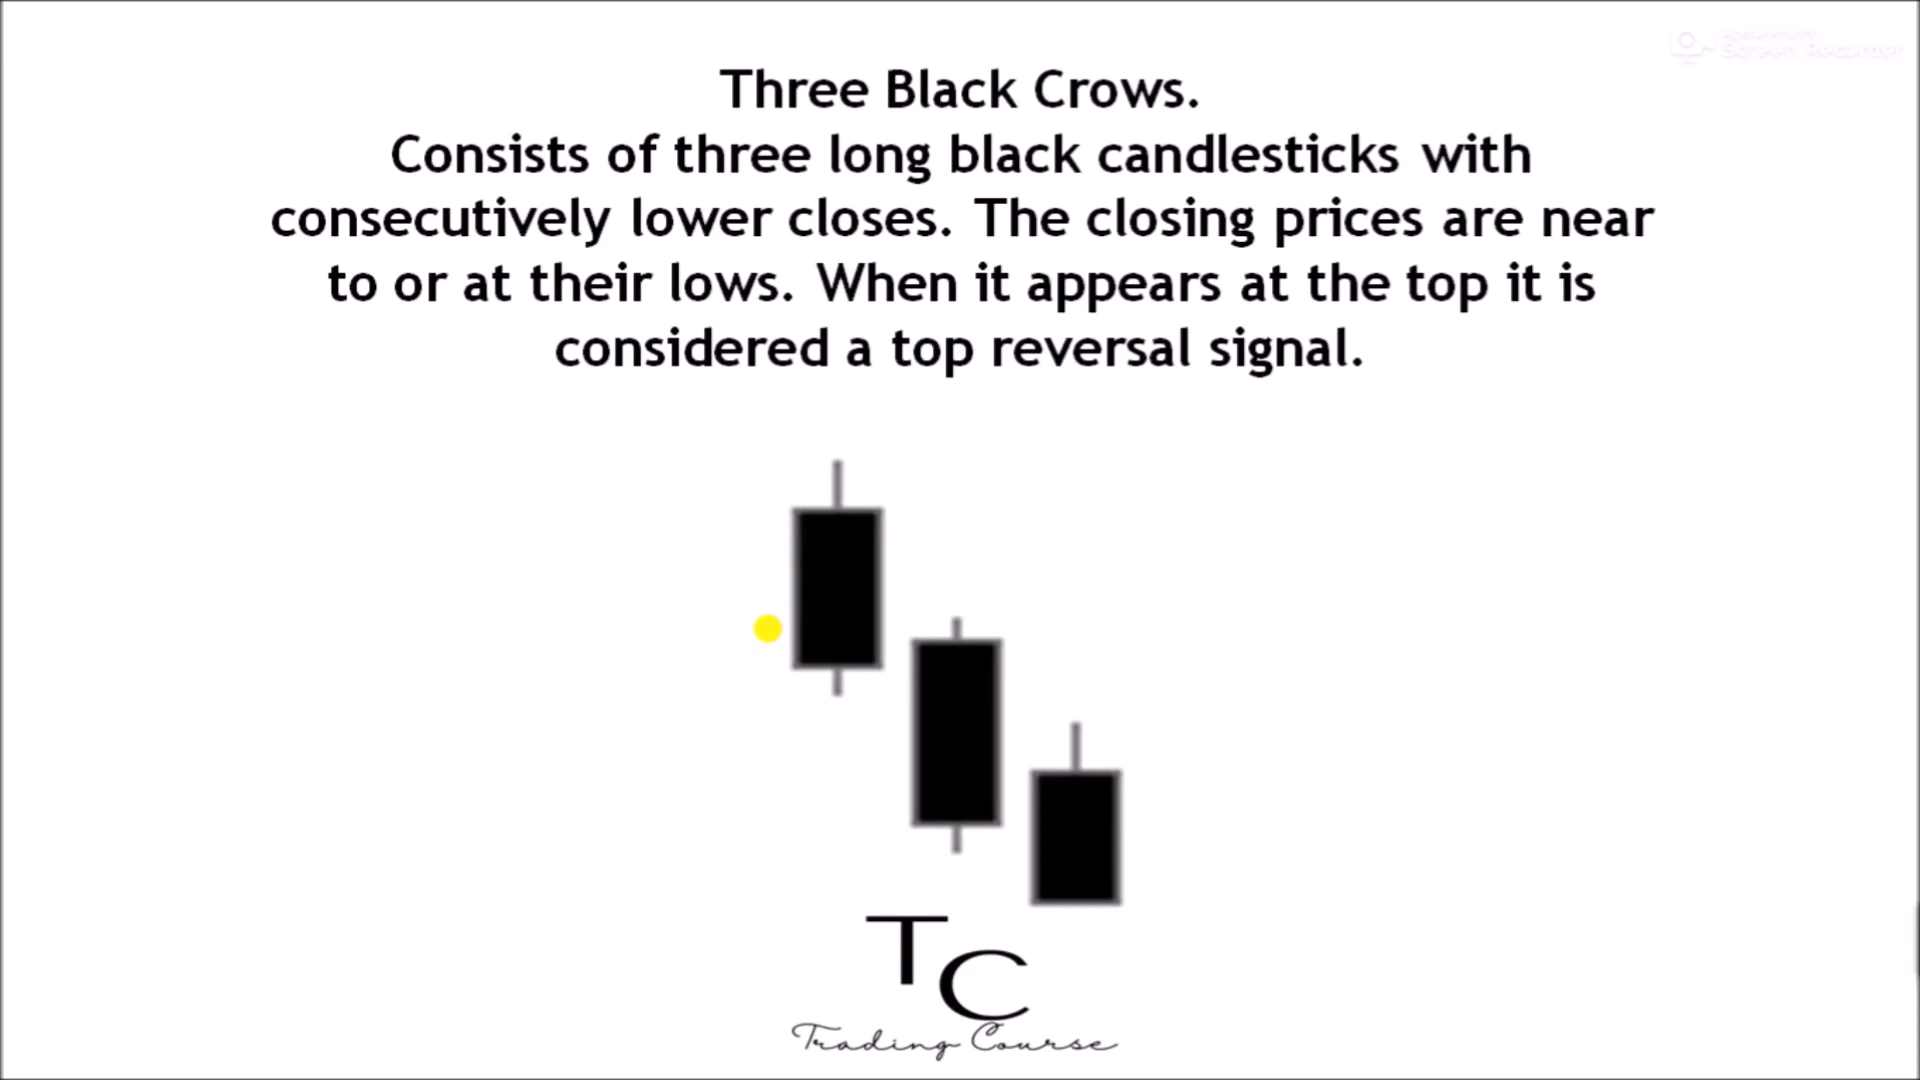 Screen Recorder
Three Black Crows.
Consists of three long black candlesticks with
consecutively lower closes. The closing prices are near
to or at their lows. When it appears at the top it is
considered a top reversal signal.
TC
Trading Course